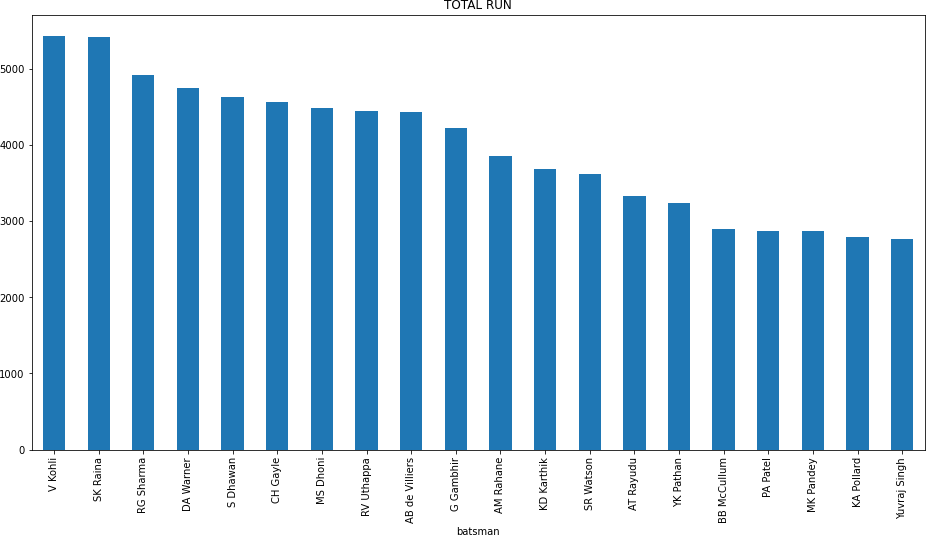 TOTAL RUN
5000
4000
3000
2000
1000
0
V Kohli
SK Raina
RG Sharma
DA Warner
S Dhawan
CH Gayle
MS Dhoni
RV Uthappa
AB de Villiers
G Gambhir
AM Rahane
KD Karthik
SR Watson
AT Rayudu
YK Pathan
BB McCullum
PA Patel
MK Pandey
KA Pollard
Yuvraj Singh
batsman